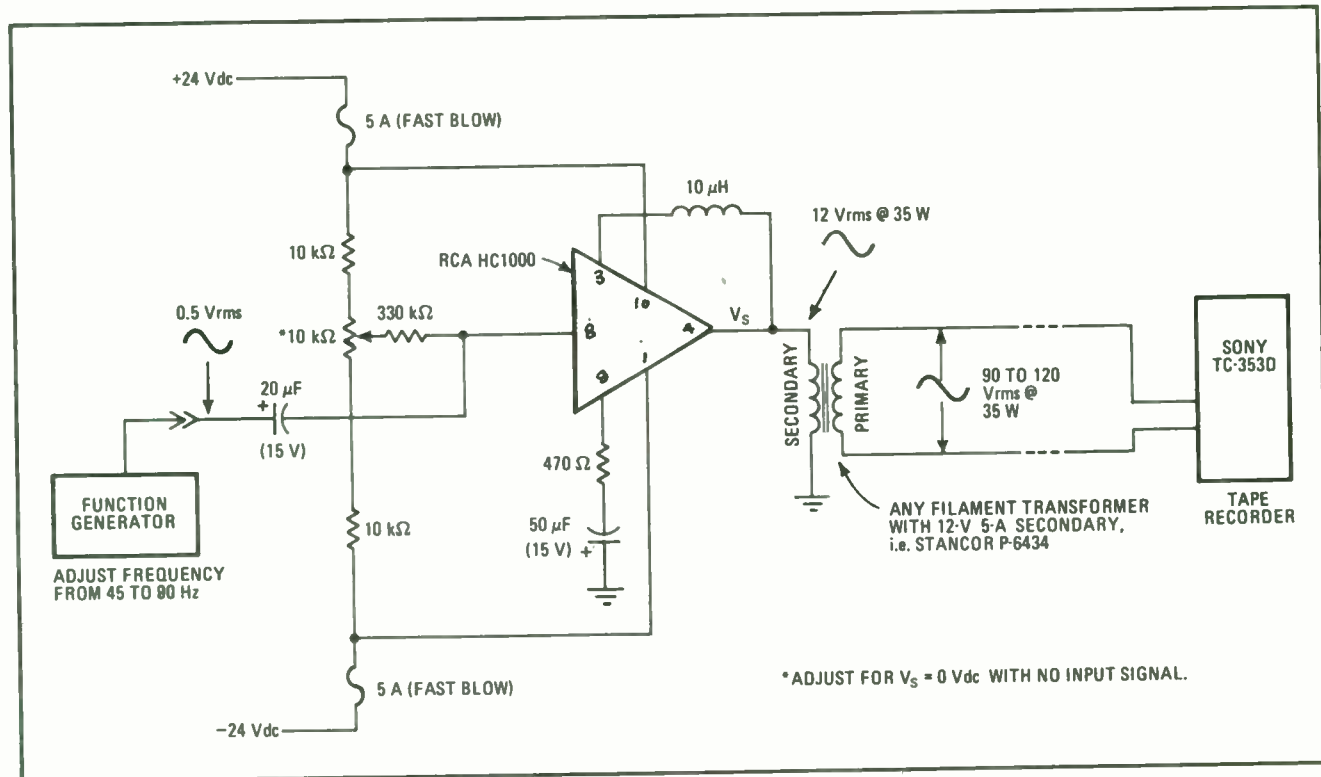 +24 Vdc
5 A (FAST BLOW)
10 µH
12 Vrms @ 35 W
10 kΩ
RCA HC1000
3
10
0.5 Vrms
*10 kΩ
330 kΩ
8
4
VS
1
9
20 µF
+
(15 V)
SECONDARY
PRIMARY
90 TO 120
Vrms @
35 W
SONY
TC-353D
TAPE
RECORDER
FUNCTION
GENERATOR
ADJUST FREQUENCY
FROM 45 TO 90 Hz
10 kΩ
470 Ω
50 µF
(15 V) +
ANY FILAMENT TRANSFORMER
WITH 12-V 5-A SECONDARY,
i.e. STANCOR P-6434
5 A (FAST BLOW)
*ADJUST FOR VS = 0 Vdc WITH NO INPUT SIGNAL.
−24 Vdc